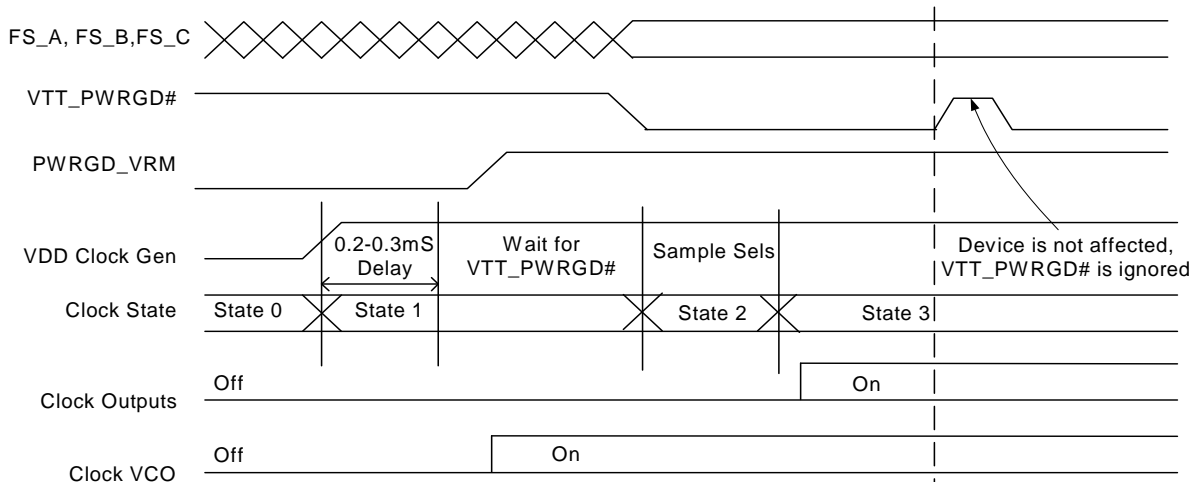 FS_A, FS_B,FS_C
VTT_PWRGD#
PWRGD_VRM
VDD Clock Gen
0.2-0.3mS
Delay
Wait for
VTT_PWRGD#
Sample Sels
Device is not affected,
VTT_PWRGD# is ignored
Clock State
State 0
State 1
State 2
State 3
Clock Outputs
Off
On
Clock VCO
Off
On